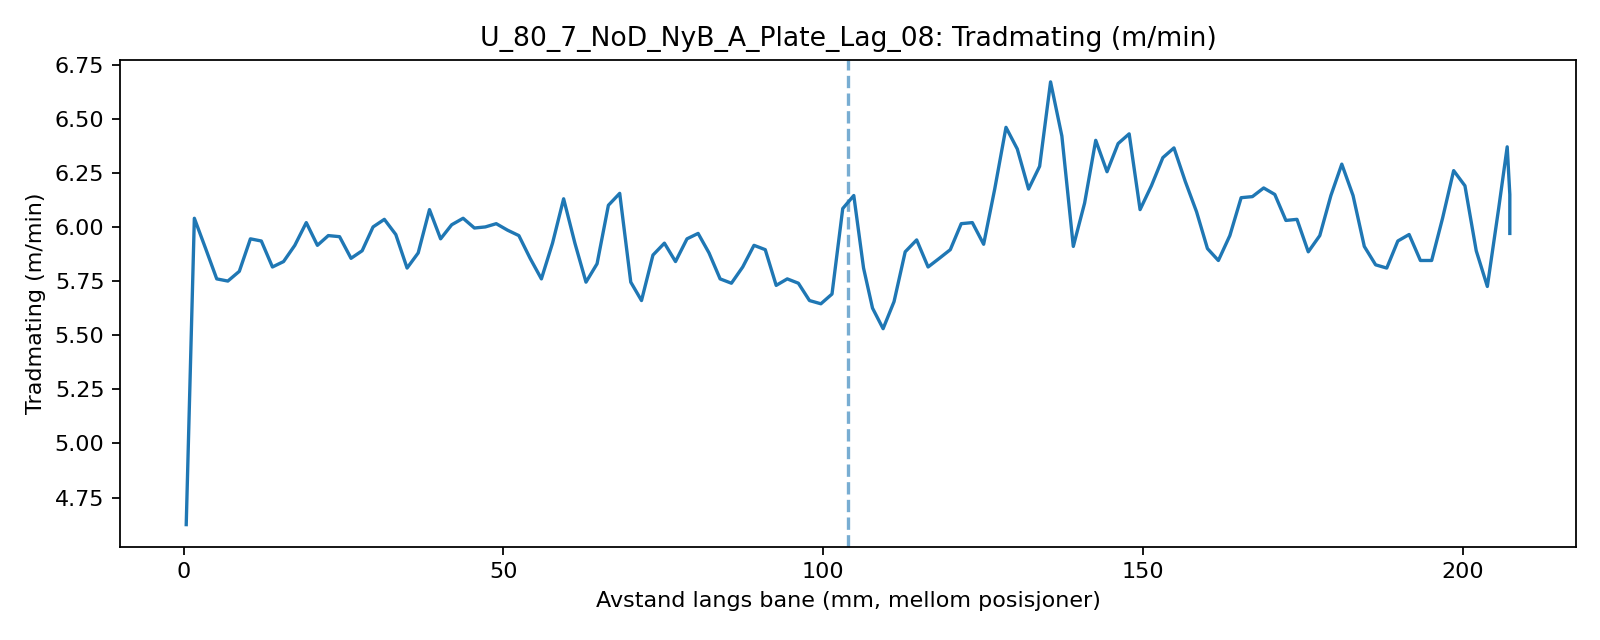 U_80_7_NoD_NyB_A_Plate_Lag_08: Tradmating (m/min)
Tradmating (m/min)
6.75
6.50
6.25
6.00
5.75
5.50
5.25
5.00
4.75
0 50 100 150 200
Avstand langs bane (mm, mellom posisjoner)